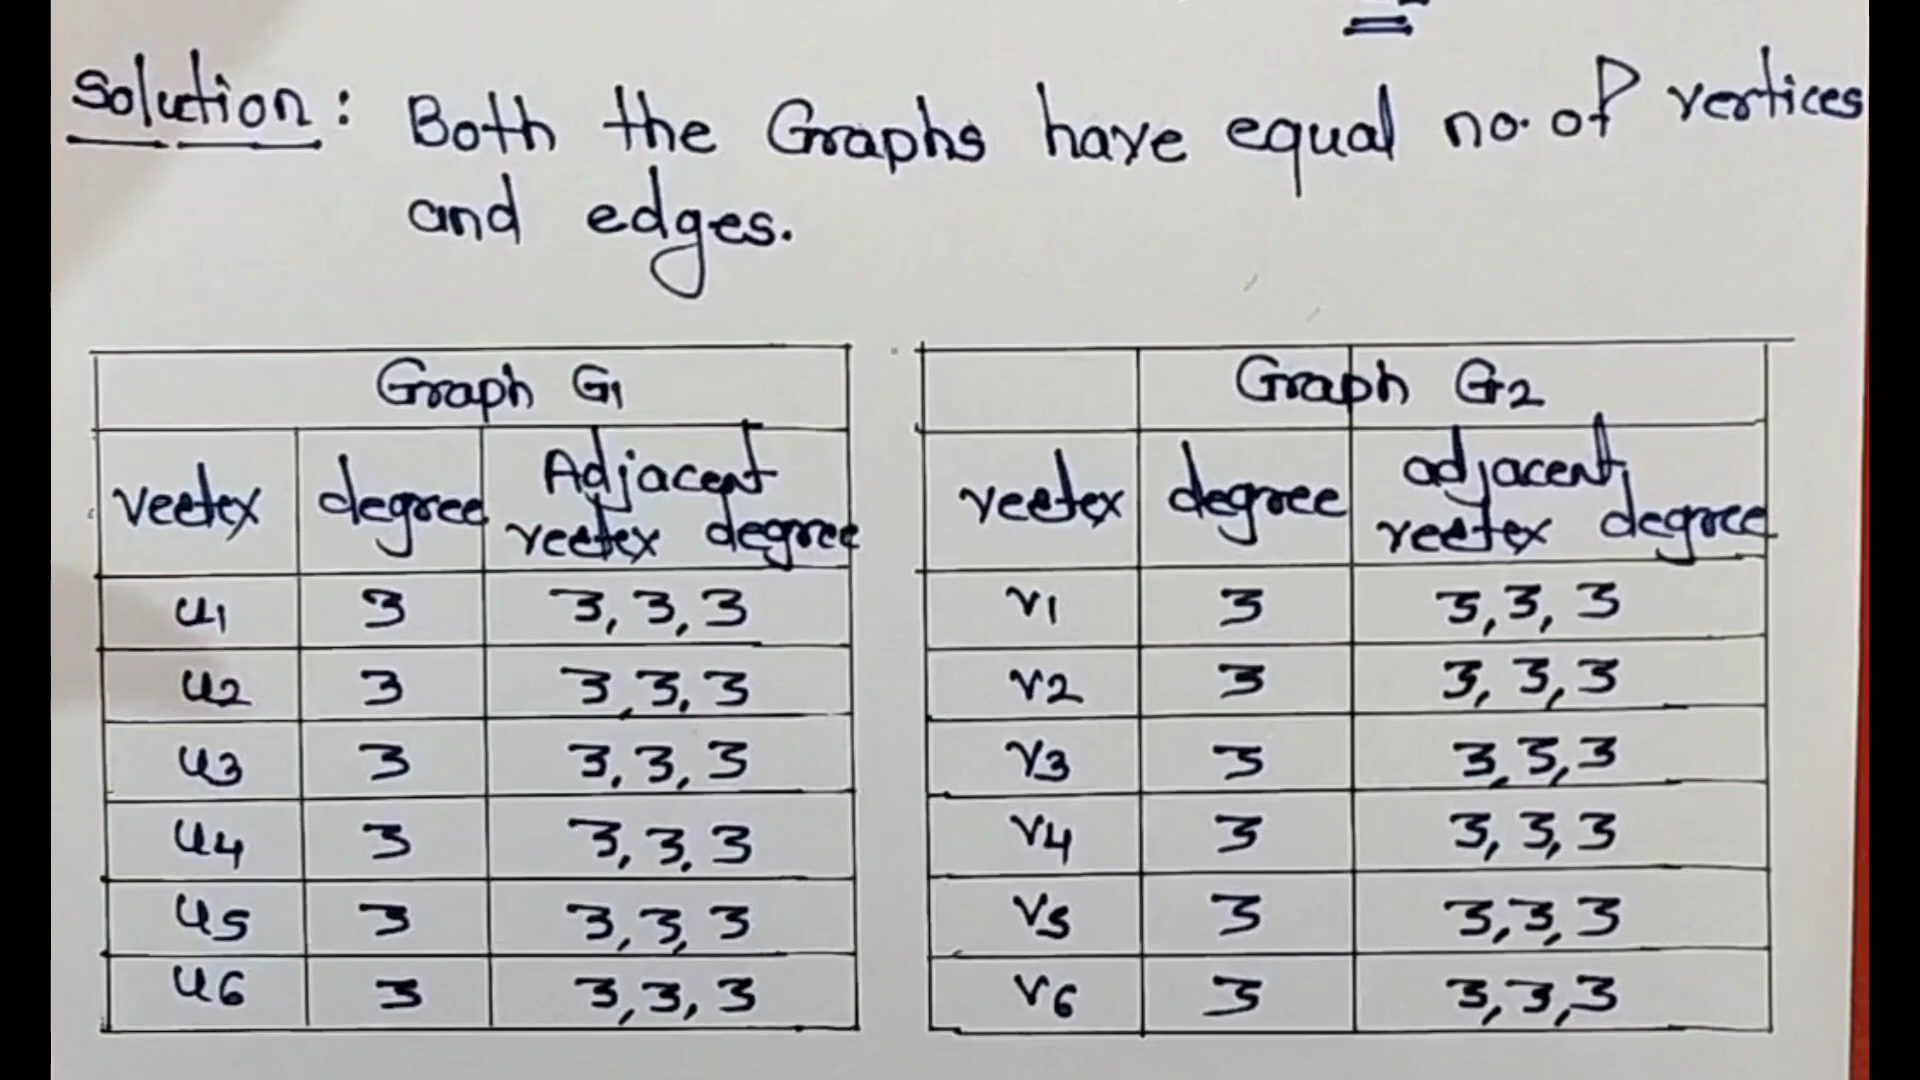 Solution: Both the Graphs have equal no. of vertices
and edges.
Graph G1
vertex degree Adjacent vertex degree
u1 3 3,3,3
u2 3 3,3,3
u3 3 3,3,3
u4 3 3,3,3
u5 3 3,3,3
u6 3 3,3,3
Graph G2
vertex degree adjacent vertex degree
v1 3 3,3,3
v2 3 3,3,3
v3 3 3,3,3
v4 3 3,3,3
v5 3 3,3,3
v6 3 3,3,3